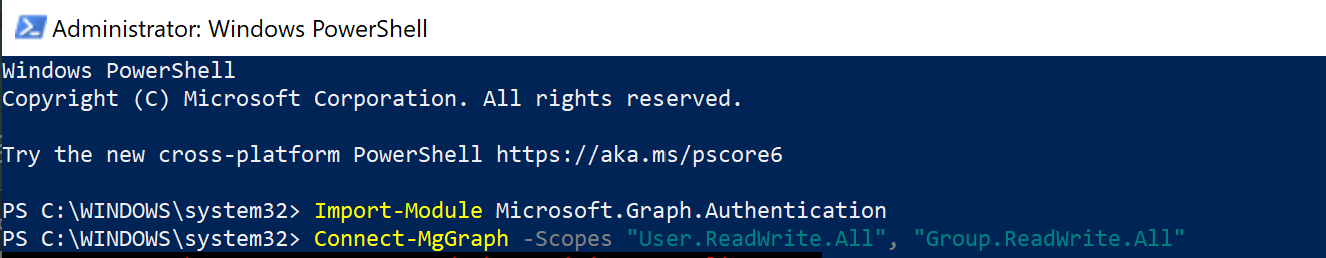 Administrator: Windows PowerShell
Windows PowerShell
Copyright (C) Microsoft Corporation. All rights reserved.
Try the new cross-platform PowerShell https://aka.ms/pscore6
PS C:\WINDOWS\system32> Import-Module Microsoft.Graph.Authentication
PS C:\WINDOWS\system32> Connect-MgGraph -Scopes "User.ReadWrite.All", "Group.ReadWrite.All"